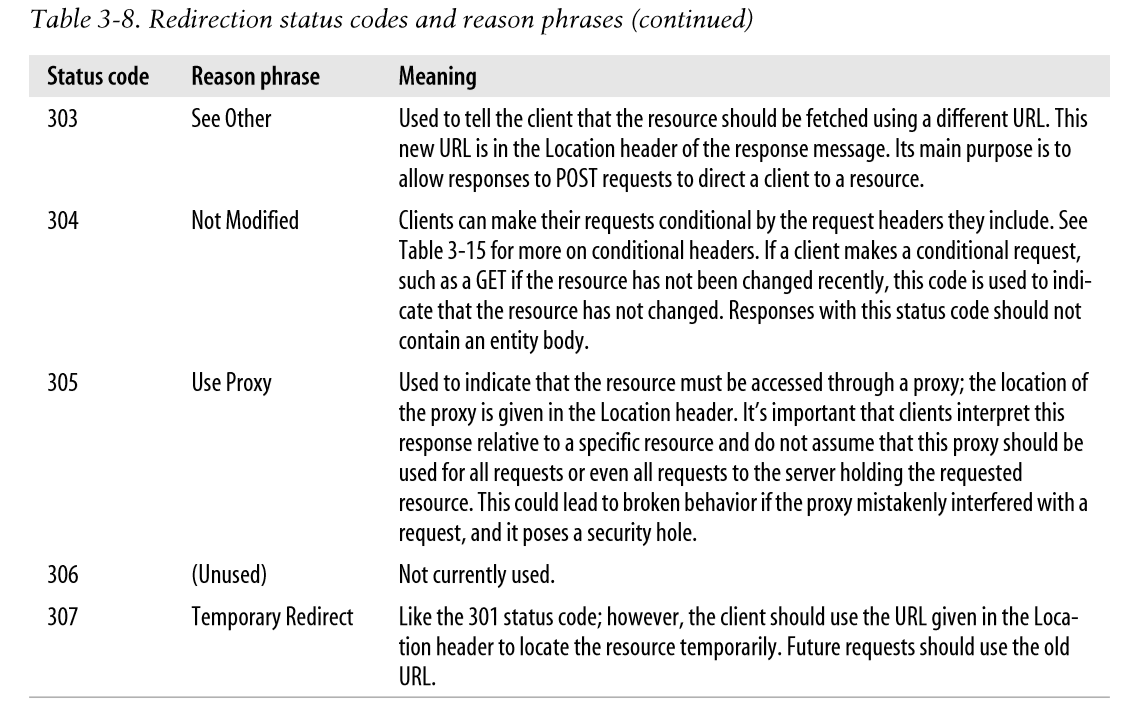 Table 3-8. Redirection status codes and reason phrases (continued)
Status code Reason phrase Meaning
303 See Other Used to tell the client that the resource should be fetched using a different URL. This
new URL is in the Location header of the response message. Its main purpose is to
allow responses to POST requests to direct a client to a resource.
304 Not Modified Clients can make their requests conditional by the request headers they include. See
Table 3-15 for more on conditional headers. If a client makes a conditional request,
such as a GET if the resource has not been changed recently, this code is used to indi-
cate that the resource has not changed. Responses with this status code should not
contain an entity body.
305 Use Proxy Used to indicate that the resource must be accessed through a proxy; the location of
the proxy is given in the Location header. It’s important that clients interpret this
response relative to a specific resource and do not assume that this proxy should be
used for all requests or even all requests to the server holding the requested
resource. This could lead to broken behavior if the proxy mistakenly interfered with a
request, and it poses a security hole.
306 (Unused) Not currently used.
307 Temporary Redirect Like the 301 status code; however, the client should use the URL given in the Loca-
tion header to locate the resource temporarily. Future requests should use the old
URL.